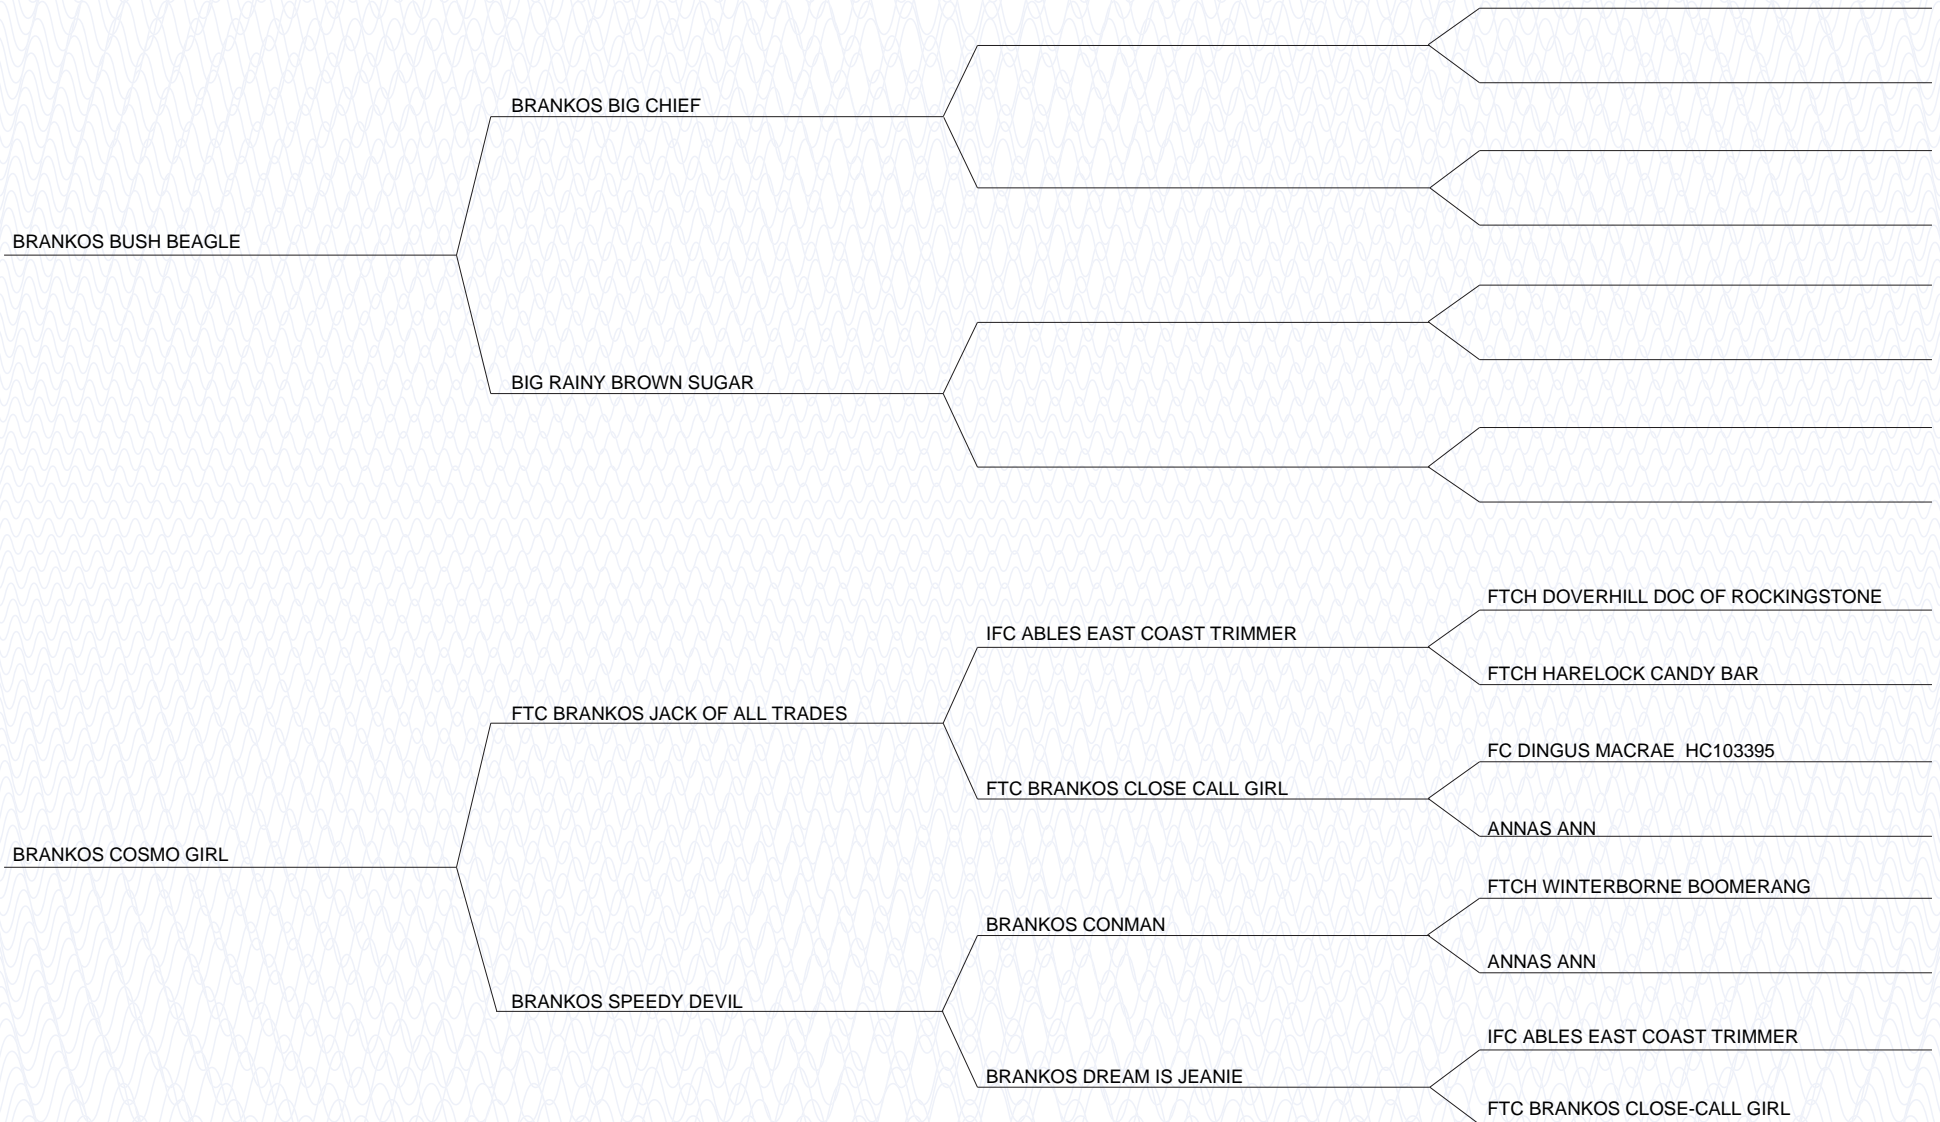 BRANKOS BIG CHIEF
BRANKOS BUSH BEAGLE
BIG RAINY BROWN SUGAR
FTCH DOVERHILL DOC OF ROCKINGSTONE
IFC ABLES EAST COAST TRIMMER
FTCH HARELOCK CANDY BAR
FTC BRANKOS JACK OF ALL TRADES
FC DINGUS MACRAE  HC103395
FTC BRANKOS CLOSE CALL GIRL
ANNAS ANN
BRANKOS COSMO GIRL
FTCH WINTERBORNE BOOMERANG
BRANKOS CONMAN
ANNAS ANN
BRANKOS SPEEDY DEVIL
IFC ABLES EAST COAST TRIMMER
BRANKOS DREAM IS JEANIE
FTC BRANKOS CLOSE-CALL GIRL